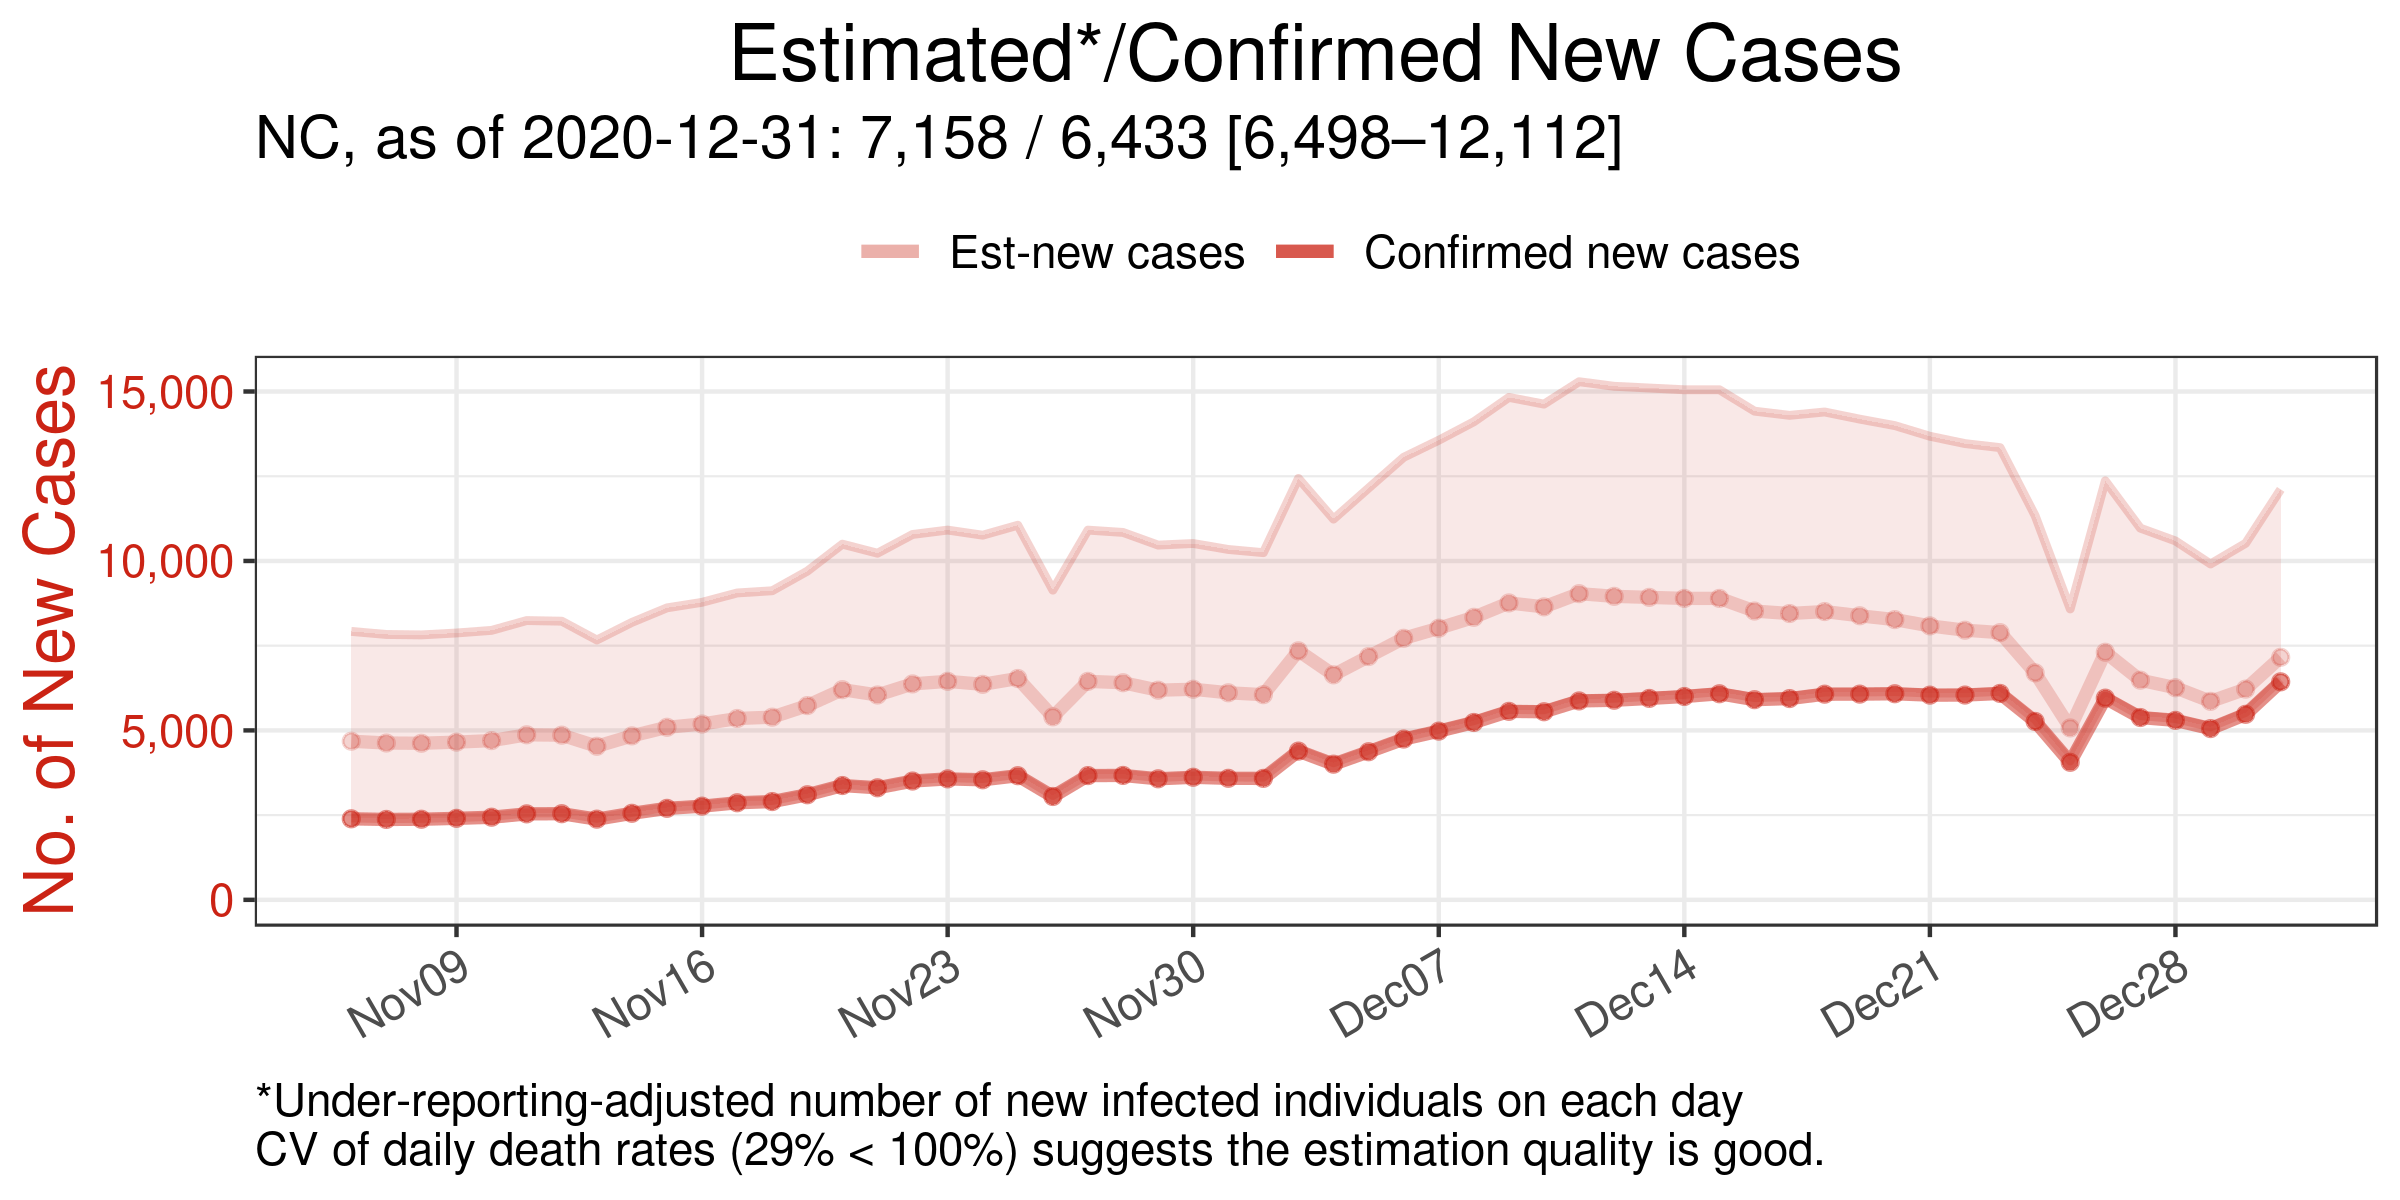 Estimated*/Confirmed New Cases
NC, as of 2020-12-31: 7,158 / 6,433 [6,498–12,112]
Est-new cases
Confirmed new cases
No. of New Cases
15,000
10,000
5,000
0
Nov09
Nov16
Nov23
Nov30
Dec07
Dec14
Dec21
Dec28
*Under-reporting-adjusted number of new infected individuals on each day
CV of daily death rates (29% < 100%) suggests the estimation quality is good.